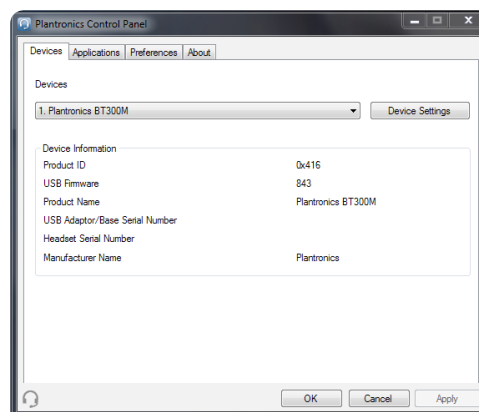 Plantronics Control Panel
Devices Applications Preferences About
Devices
1. Plantronics BT300M Device Settings
Device Information
Product ID 0x416
USB Firmware 843
Product Name Plantronics BT300M
USB Adaptor/Base Serial Number
Headset Serial Number
Manufacturer Name Plantronics
OK Cancel Apply